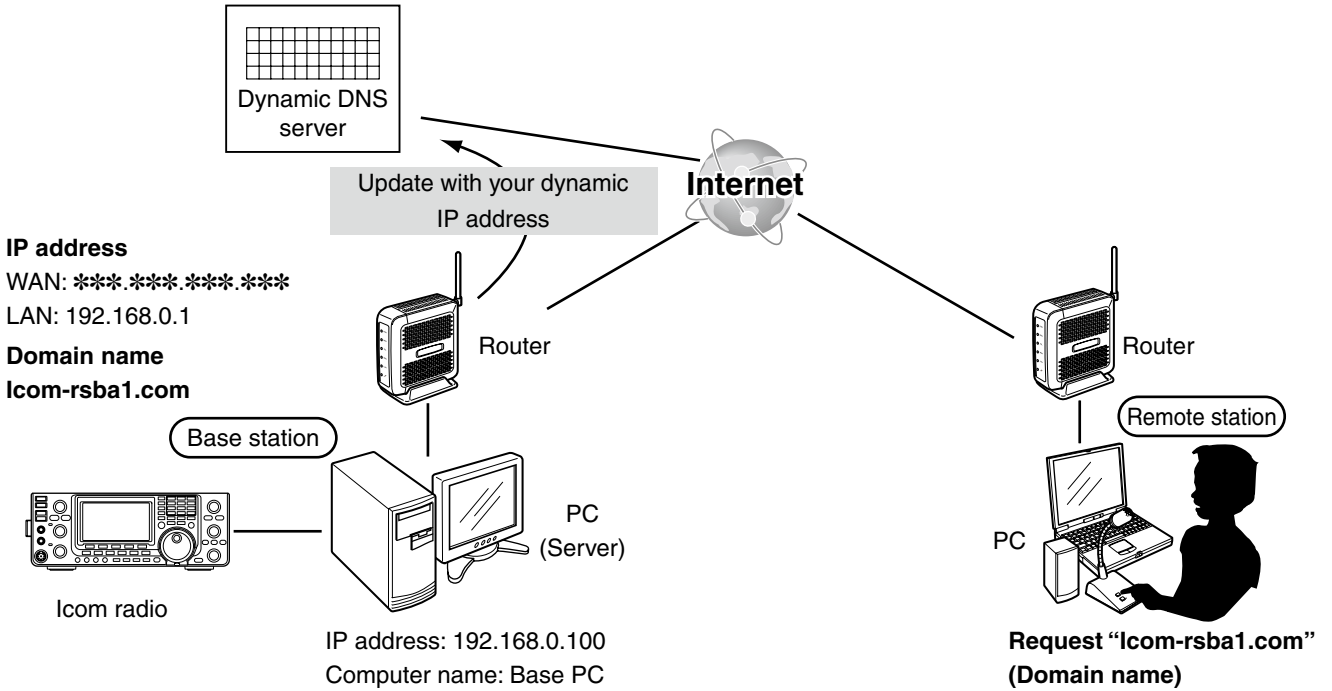 Dynamic DNS
server
Update with your dynamic
IP address
Internet
IP address
WAN: ***.***.***.***
LAN: 192.168.0.1
Domain name
Icom-rsba1.com
Router
Router
Base station
Remote station
PC
(Server)
PC
Icom radio
IP address: 192.168.0.100
Computer name: Base PC
Request “Icom-rsba1.com”
(Domain name)